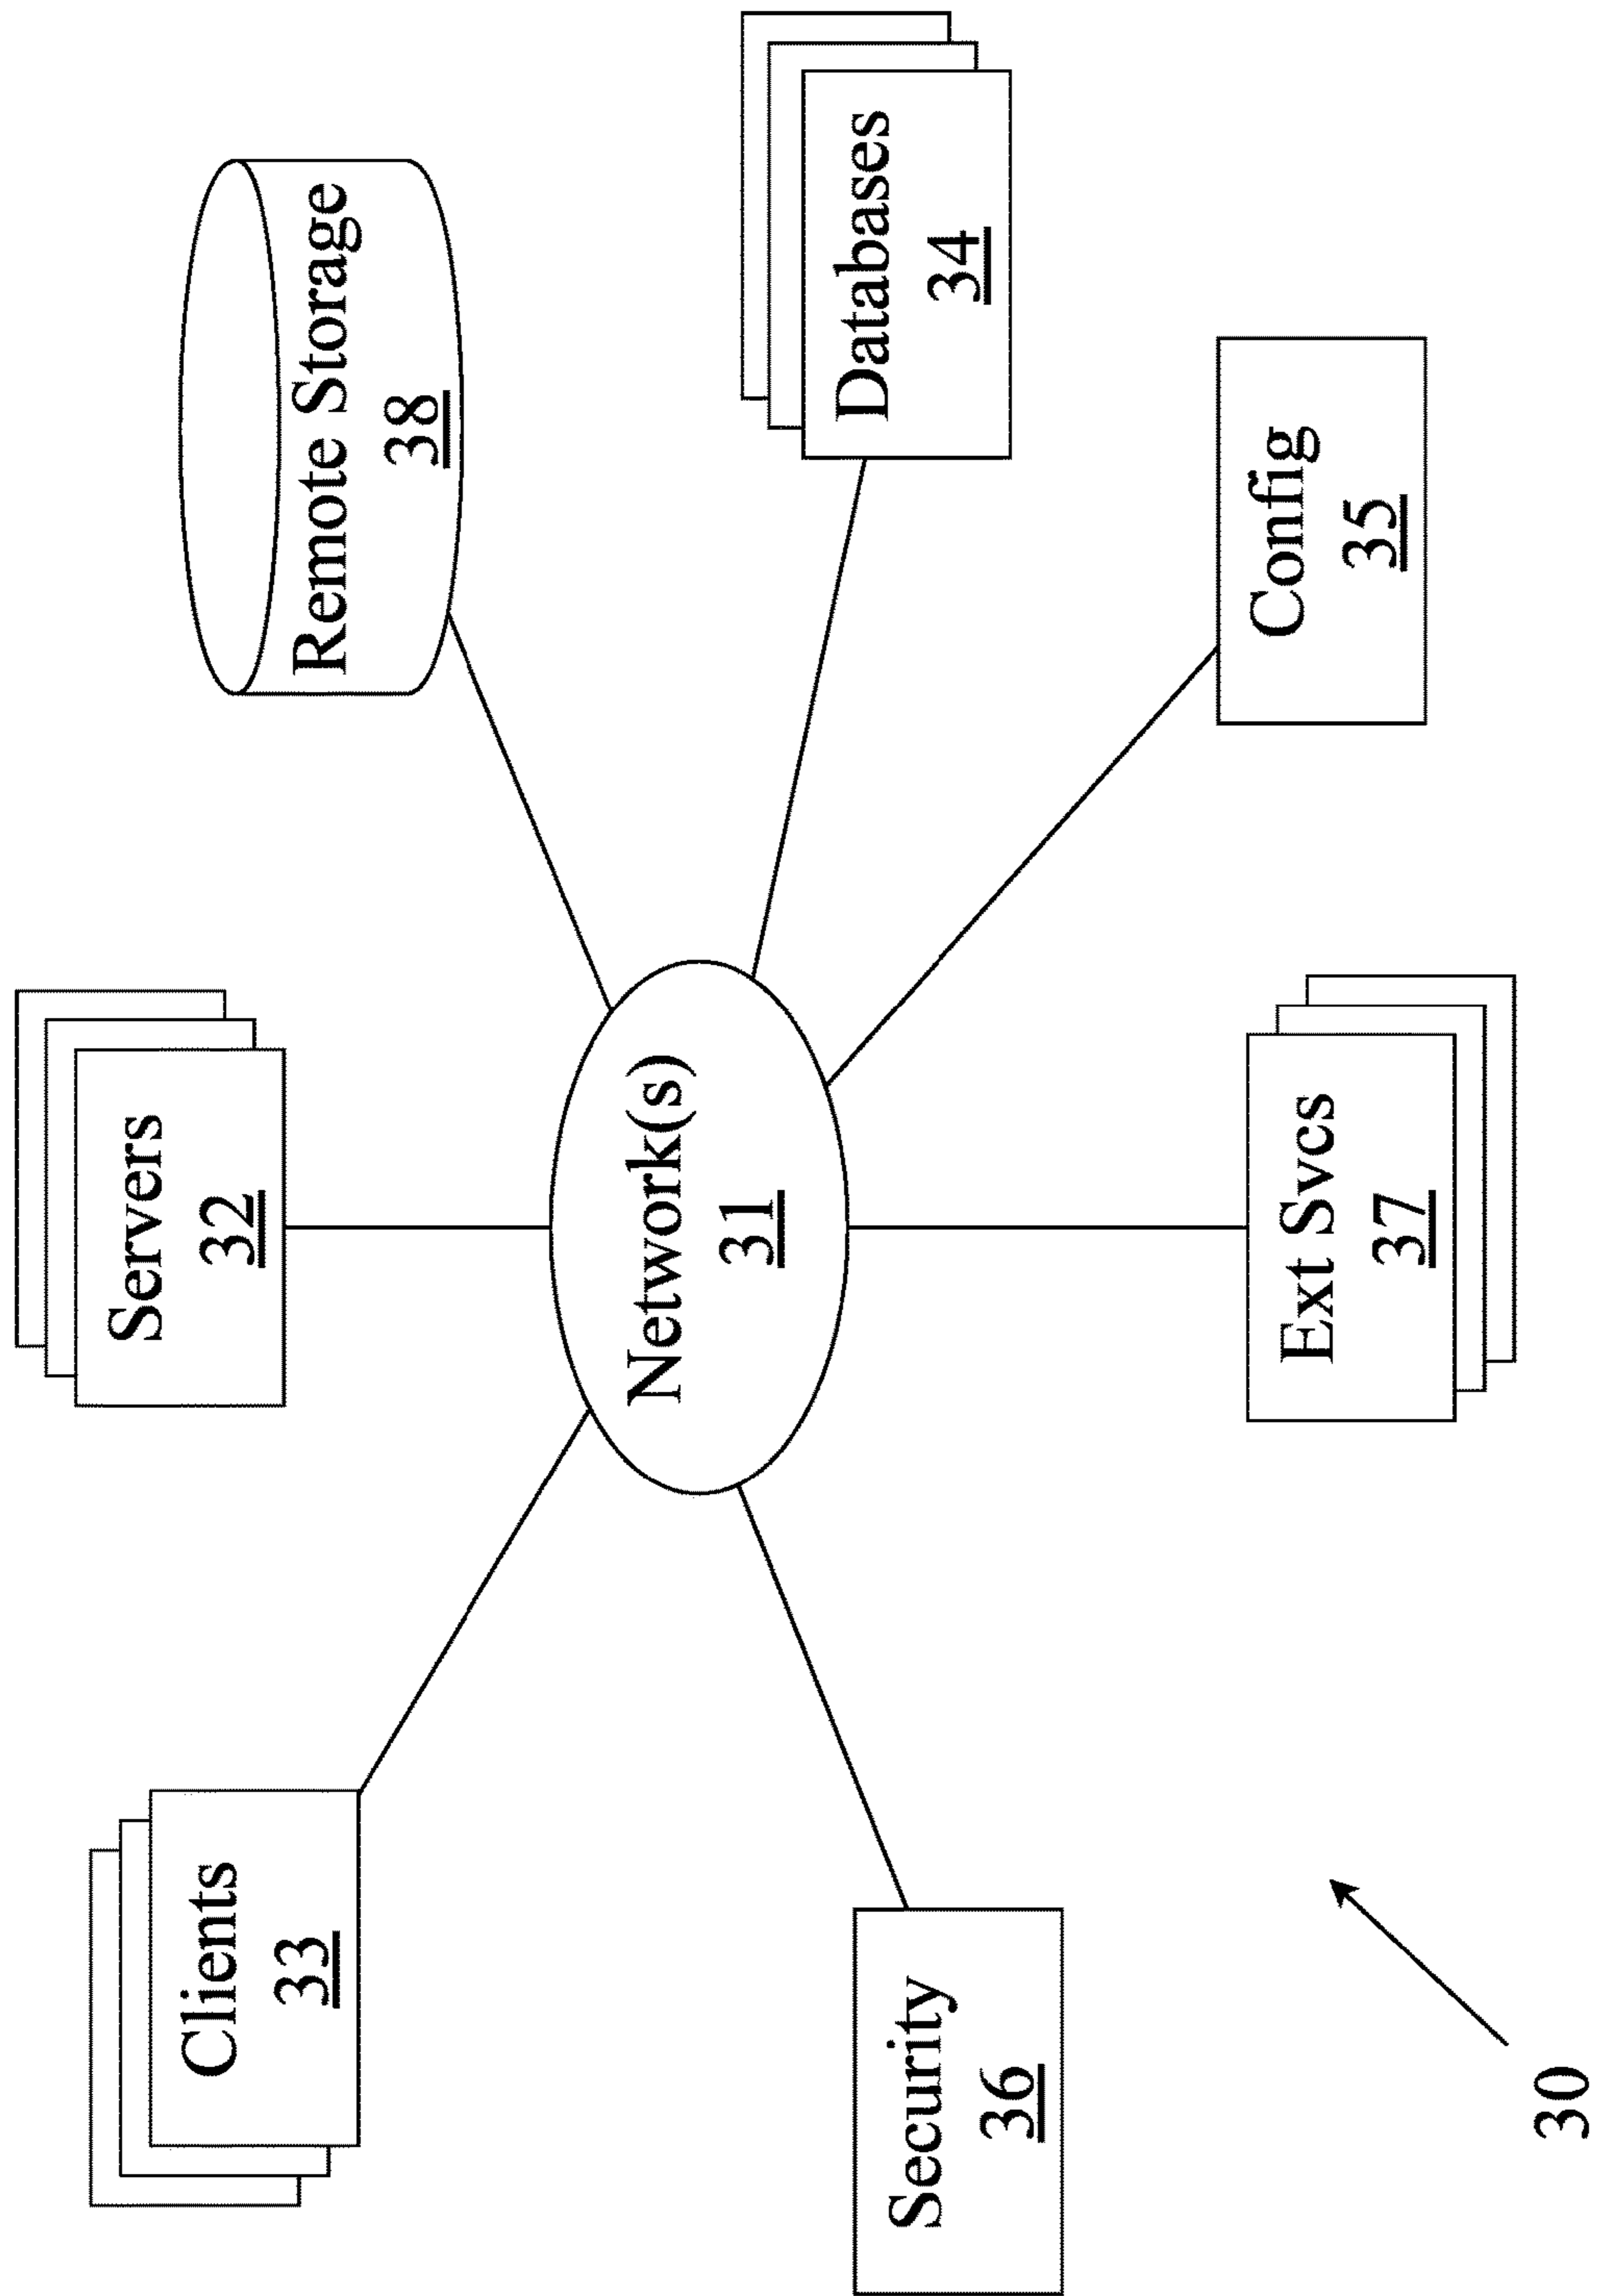 Servers
32
Clients
33
Remote Storage
38
Network(s)
31
Databases
34
Security
36
Ext Svcs
37
Config
35
30